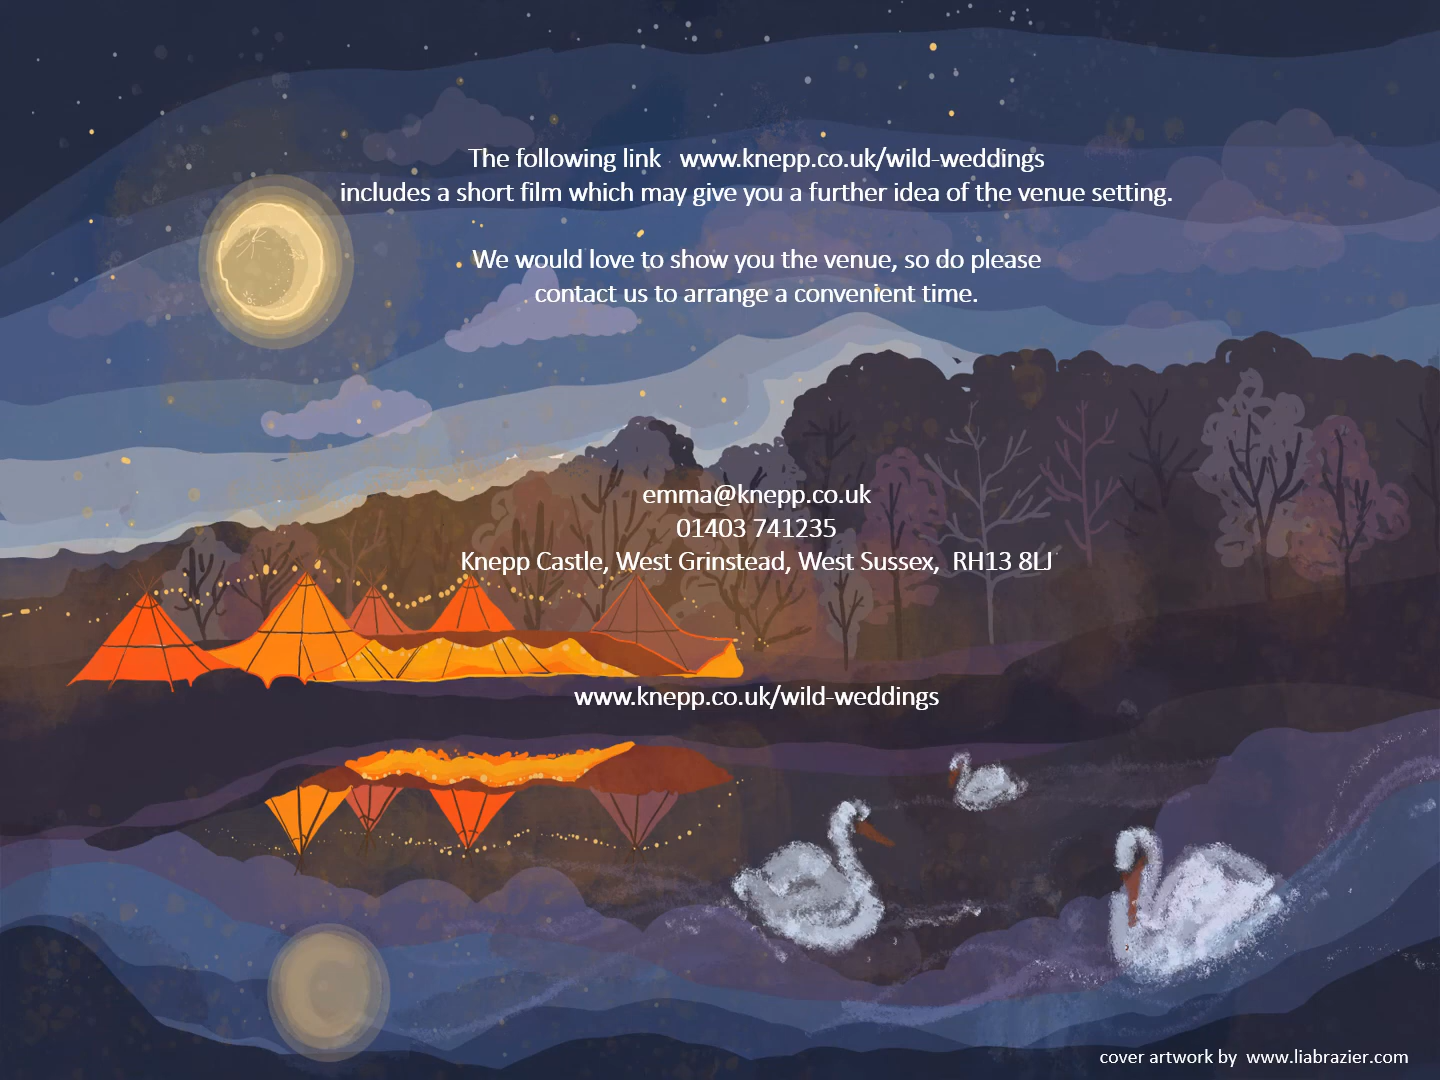 The following link www.knepp.co.uk/wild-weddings
includes a short film which may give you a further idea of the venue setting.
We would love to show you the venue, so do please
contact us to arrange a convenient time.
emma@knepp.co.uk
01403 741235
Knepp Castle, West Grinstead, West Sussex, RH13 8LJ
www.knepp.co.uk/wild-weddings
cover artwork by www.liabrazier.com